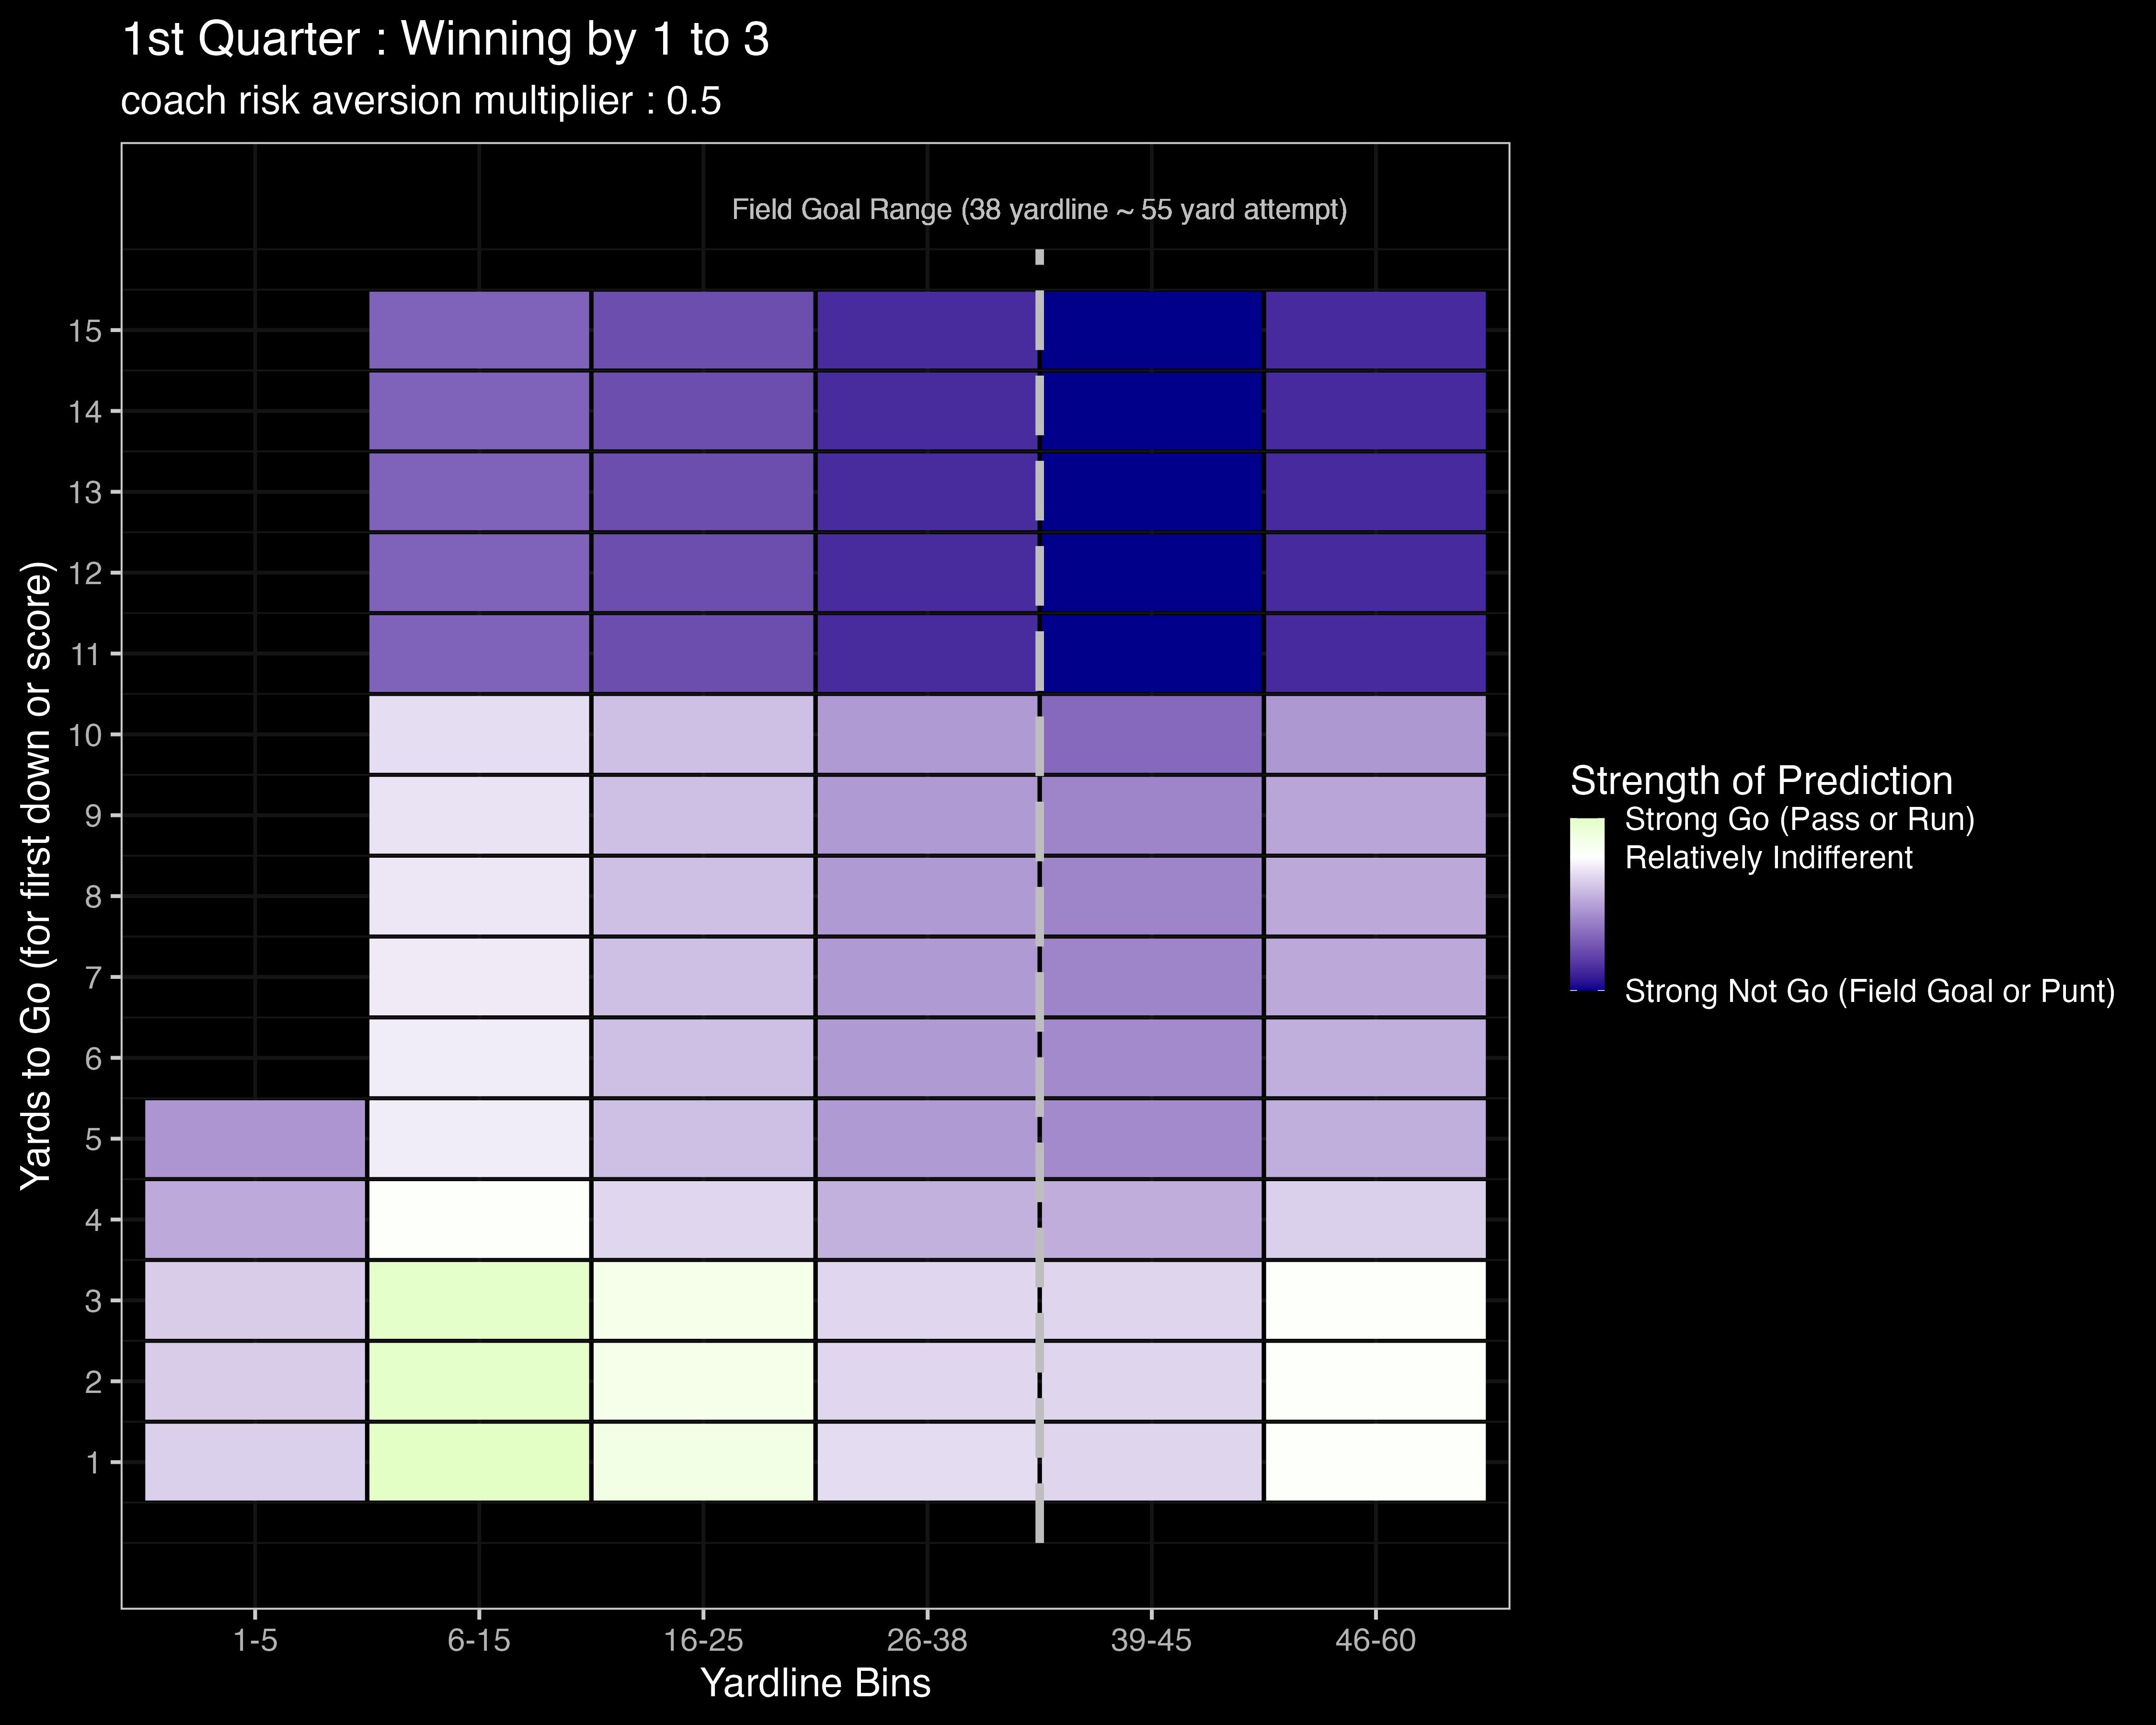 1st Quarter : Winning by 1 to 3
coach risk aversion multiplier : 0.5
Field Goal Range (38 yardline ~ 55 yard attempt)
15
14
13
12
11
10
9
8
7
6
5
4
3
2
1
Yards to Go (for first down or score)
1-5
6-15
16-25
26-38
39-45
46-60
Yardline Bins
Strength of Prediction
Strong Go (Pass or Run)
Relatively Indifferent
Strong Not Go (Field Goal or Punt)